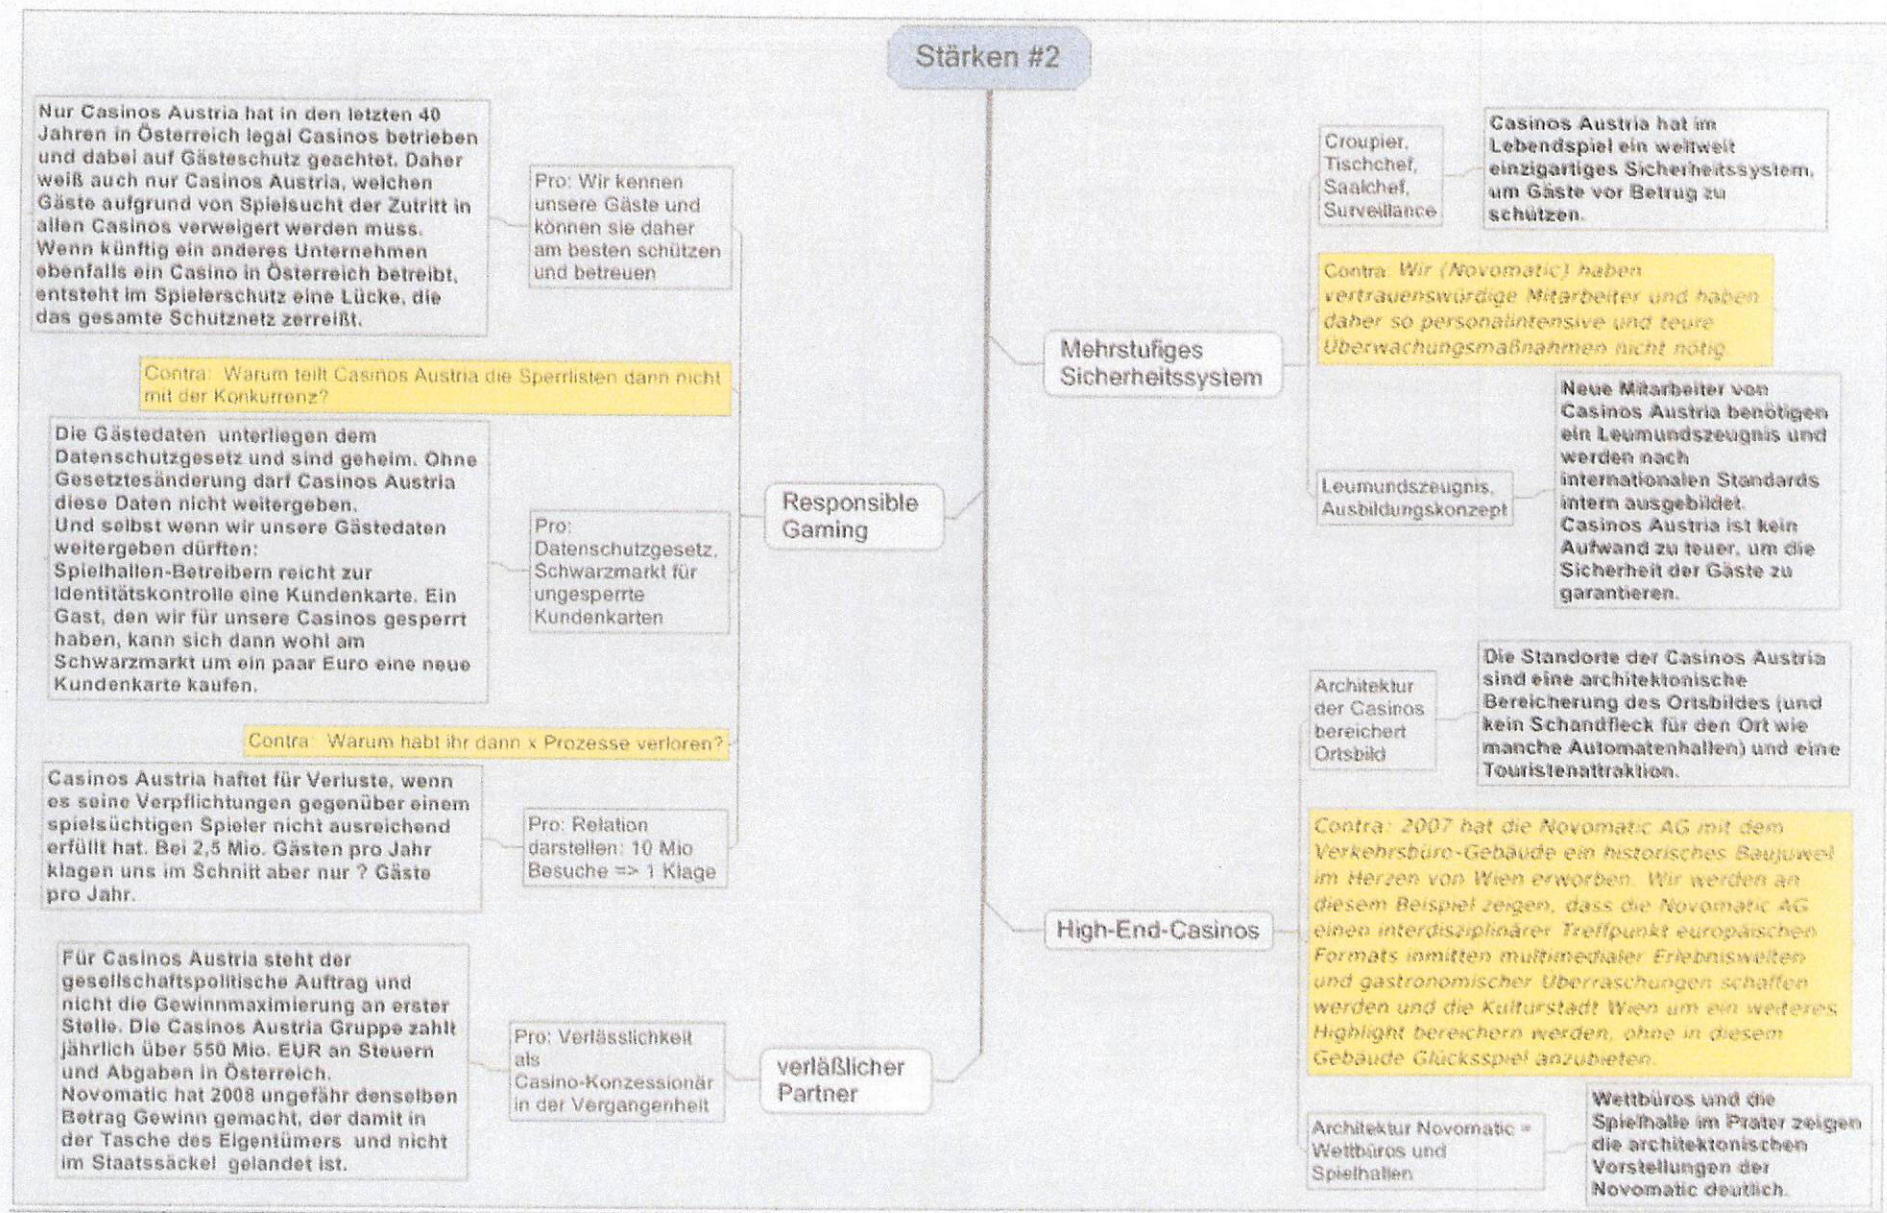 Stärken #2
Nur Casinos Austria hat in den letzten 40
Jahren in Österreich legal Casinos betrieben
und dabei auf Gästeschutz geachtet. Daher
weiß auch nur Casinos Austria, welchen
Gäste aufgrund von Spielsucht der Zutritt in
allen Casinos verweigert werden muss.
Wenn künftig ein anderes Unternehmen
ebenfalls ein Casino in Österreich betreibt,
entsteht im Spielerschutz eine Lücke, die
das gesamte Schutznetz zerreißt.
Pro: Wir kennen
unsere Gäste und
können sie daher
am besten schützen
und betreuen
Contra: Warum teilt Casinos Austria die Sperrlisten dann nicht
mit der Konkurrenz?
Die Gästedaten unterliegen dem
Datenschutzgesetz und sind geheim. Ohne
Gesetztesänderung darf Casinos Austria
diese Daten nicht weitergeben.
Und selbst wenn wir unsere Gästedaten
weitergeben dürften:
Spielhallen-Betreibern reicht zur
Identitätskontrolle eine Kundenkarte. Ein
Gast, den wir für unsere Casinos gesperrt
haben, kann sich dann wohl am
Schwarzmarkt um ein paar Euro eine neue
Kundenkarte kaufen.
Pro:
Datenschutzgesetz,
Schwarzmarkt für
ungesperrte
Kundenkarten
Responsible
Gaming
Contra: Warum habt ihr dann x Prozesse verloren?
Casinos Austria haftet für Verluste, wenn
es seine Verpflichtungen gegenüber einem
spielsüchtigen Spieler nicht ausreichend
erfüllt hat. Bei 2,5 Mio. Gästen pro Jahr
klagen uns im Schnitt aber nur ? Gäste
pro Jahr.
Pro: Relation
darstellen: 10 Mio
Besuche => 1 Klage
Für Casinos Austria steht der
gesellschaftspolitische Auftrag und
nicht die Gewinnmaximierung an erster
Stelle. Die Casinos Austria Gruppe zahlt
jährlich über 550 Mio. EUR an Steuern
und Abgaben in Österreich.
Novomatic hat 2008 ungefähr denselben
Betrag Gewinn gemacht, der damit in
der Tasche des Eigentümers und nicht
im Staatssäckel gelandet ist.
Pro: Verlässlichkeit
als
Casino-Konzessionär
in der Vergangenheit
verläßlicher
Partner
Croupier,
Tischchef,
Saalchef,
Surveillance
Casinos Austria hat im
Lebendspiel ein weltweit
einzigartiges Sicherheitssystem,
um Gäste vor Betrug zu
schützen.
Contra: Wir (Novomatic) haben
vertrauenswürdige Mitarbeiter und haben
daher so personalintensive und teure
Überwachungsmaßnahmen nicht nötig.
Mehrstufiges
Sicherheitssystem
Leumundszeugnis,
Ausbildungskonzept
Neue Mitarbeiter von
Casinos Austria benötigen
ein Leumundszeugnis und
werden nach
internationalen Standards
intern ausgebildet.
Casinos Austria ist kein
Aufwand zu teuer, um die
Sicherheit der Gäste zu
garantieren.
Architektur
der Casinos
bereichert
Ortsbild
Die Standorte der Casinos Austria
sind eine architektonische
Bereicherung des Ortsbildes (und
kein Schandfleck für den Ort wie
manche Automatenhallen) und eine
Touristenattraktion.
High-End-Casinos
Contra: 2007 hat die Novomatic AG mit dem
Verkehrsbüro-Gebäude ein historisches Baujuwel
im Herzen von Wien erworben. Wir werden an
diesem Beispiel zeigen, dass die Novomatic AG
einen interdisziplinärer Treffpunkt europäischen
Formats inmitten multimedialer Erlebniswelten
und gastronomischer Überraschungen schaffen
werden und die Kulturstadt Wien um ein weiteres
Highlight bereichern werden, ohne in diesem
Gebäude Glücksspiel anzubieten.
Architektur Novomatic =
Wettbüros und
Spielhallen
Wettbüros und die
Spielhalle im Prater zeigen
die architektonischen
Vorstellungen der
Novomatic deutlich.